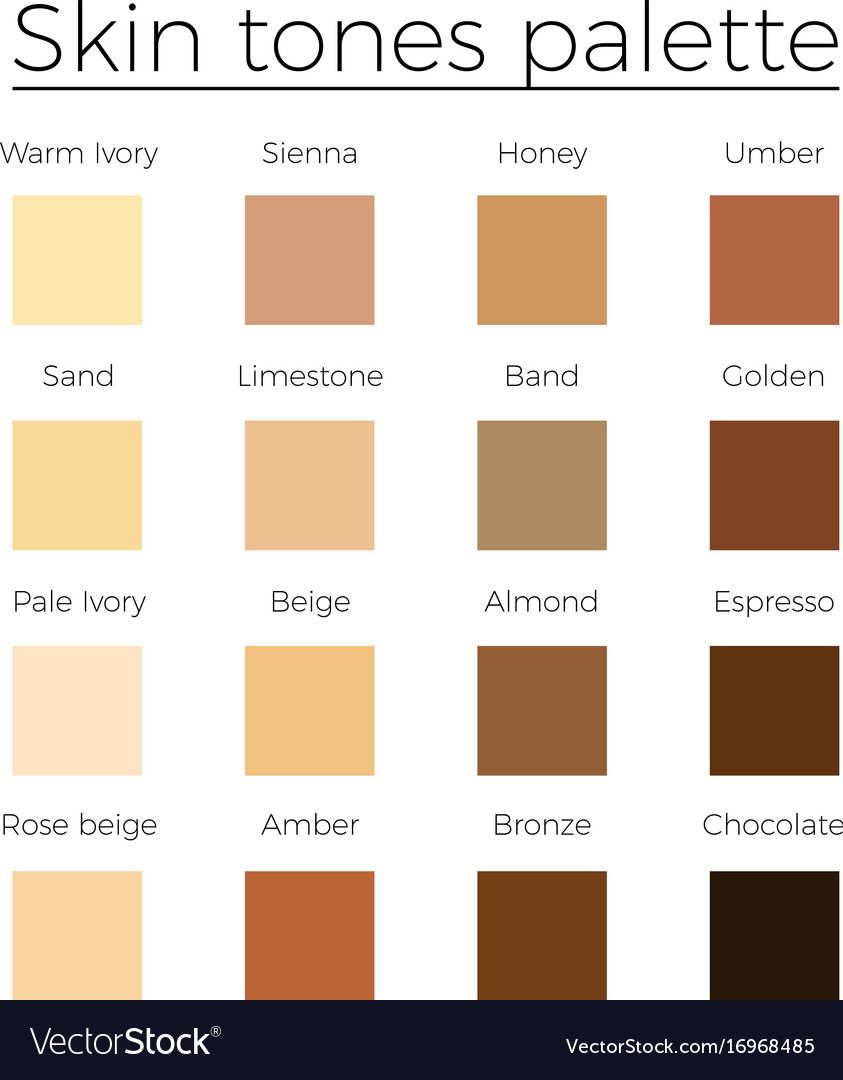 Skin tones palette
Warm Ivory Sienna Honey Umber
Sand Limestone Band Golden
Pale Ivory Beige Almond Espresso
Rose beige Amber Bronze Chocolate
VectorStock® VectorStock.com/16968485